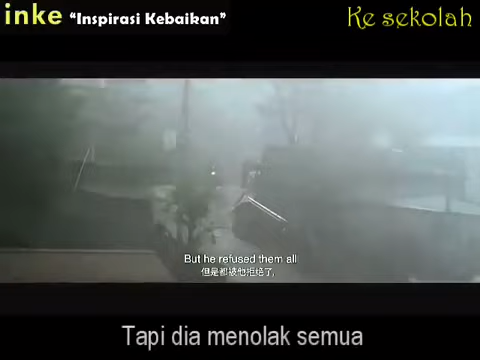 inke "Inspirasi Kebaikan"
Ke sekolah
But he refused them all
但是都被他拒绝了,
Tapi dia menolak semua